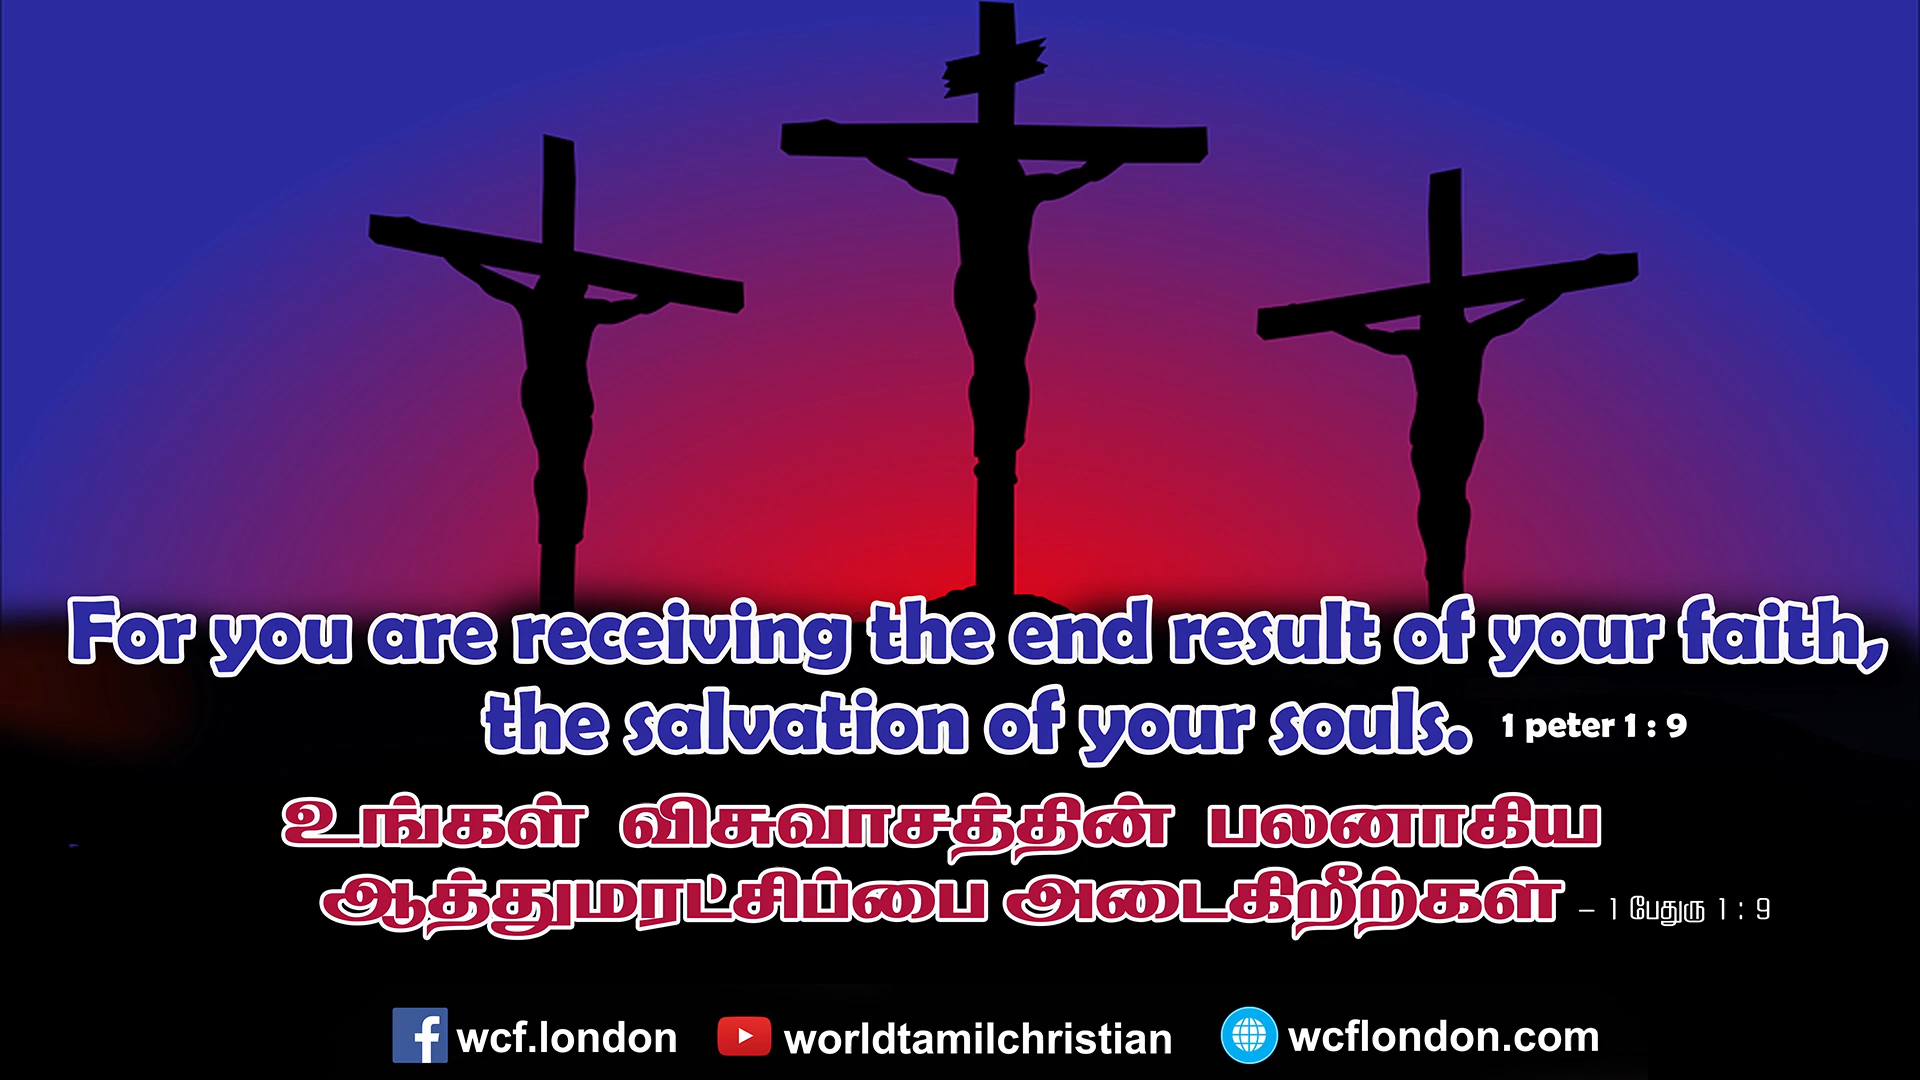 For you are receiving the end result of your faith,
the salvation of your souls. 1 peter 1 : 9
உங்கள் விசுவாசத்தின் பலனாகிய
ஆத்துமரட்சிப்பை அடைகிறீர்கள் – 1 பேதுரு 1 : 9
wcf.london worldtamilchristian wcflondon.com